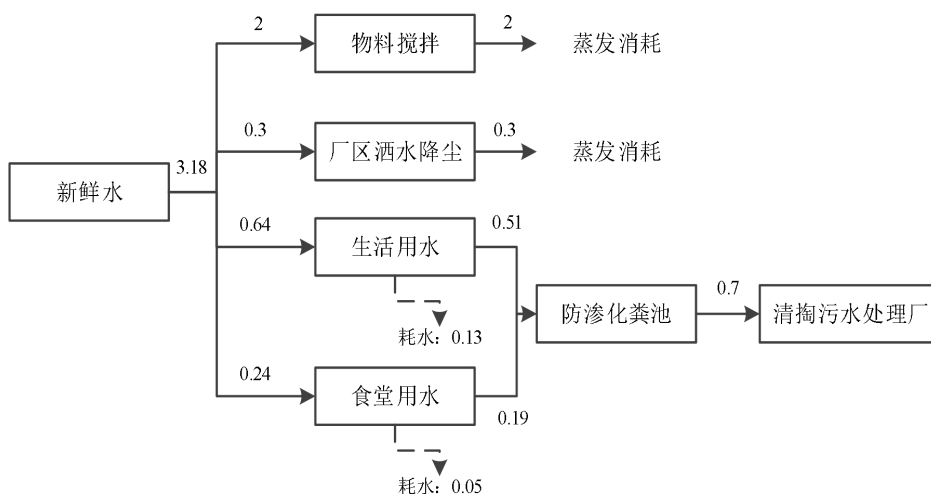 2
物料搅拌
2
蒸发消耗
0.3
厂区洒水降尘
0.3
蒸发消耗
新鲜水
3.18
0.64
生活用水
0.51
耗水：0.13
防渗化粪池
0.7
清掏污水处理厂
0.24
食堂用水
0.19
耗水：0.05